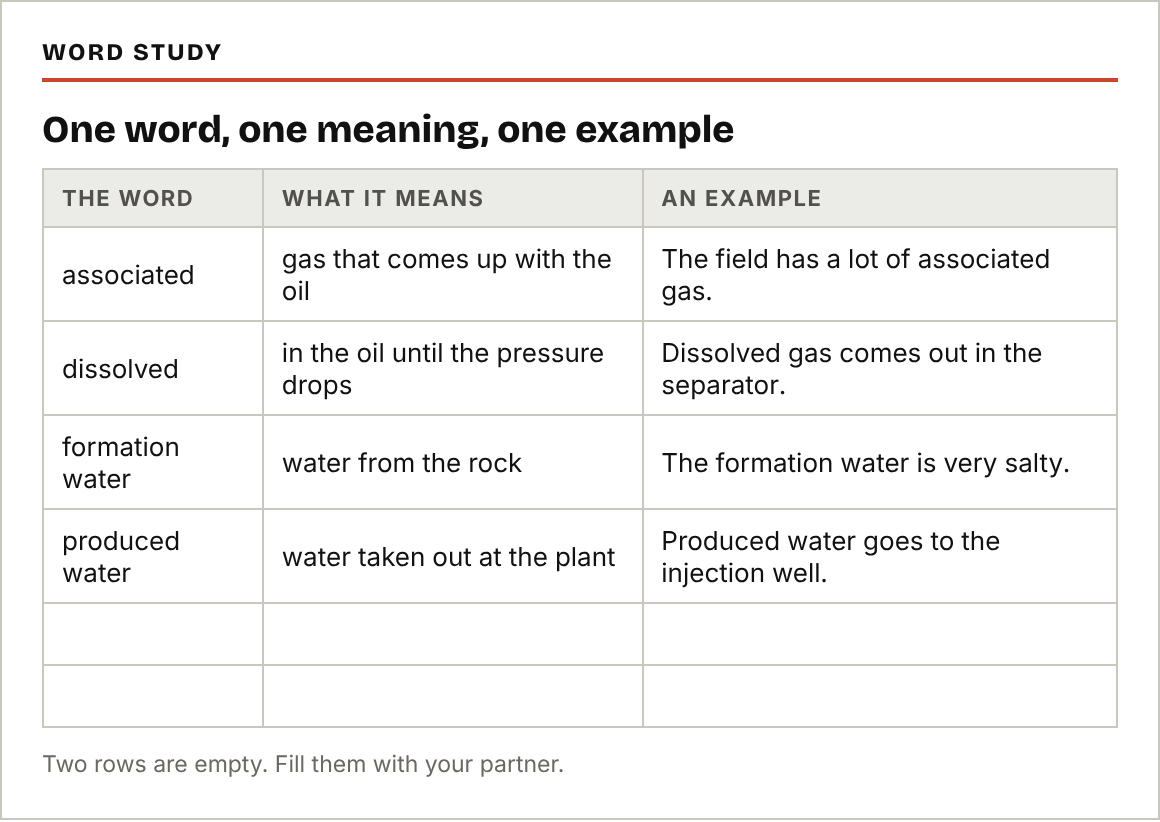 WORD STUDY
One word, one meaning, one example
THE WORD
WHAT IT MEANS
AN EXAMPLE
associated
gas that comes up with the
oil
The field has a lot of associated
gas.
dissolved
in the oil until the pressure
drops
Dissolved gas comes out in the
separator.
formation
water
water from the rock
The formation water is very salty.
produced
water
water taken out at the plant
Produced water goes to the
injection well.
Two rows are empty. Fill them with your partner.